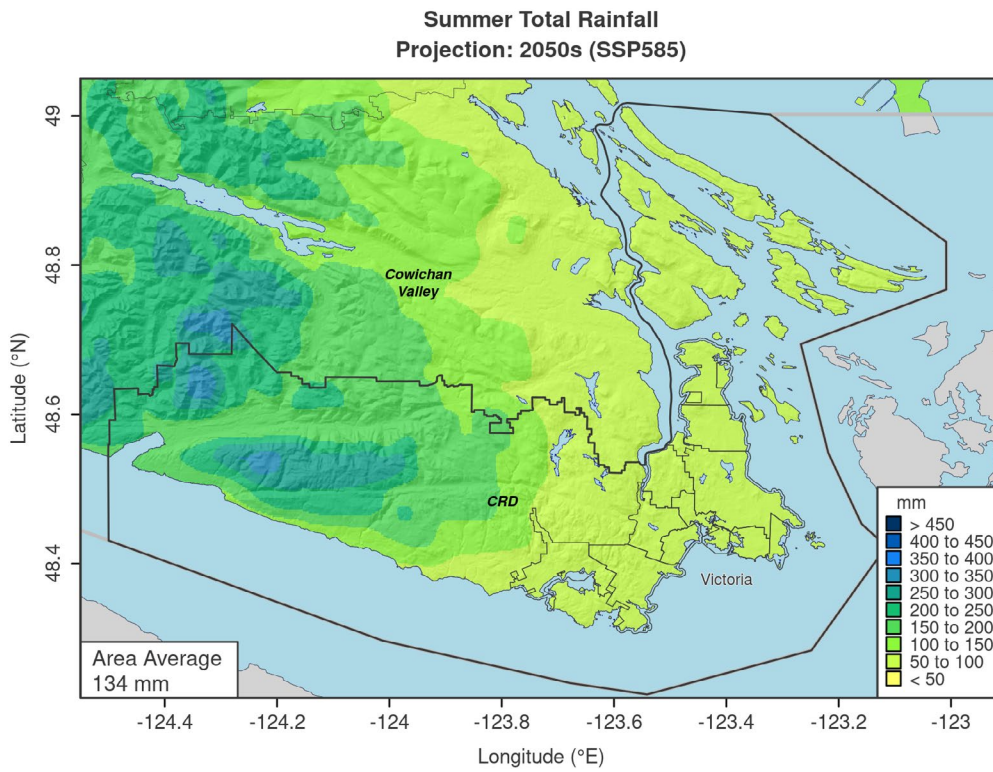 Summer Total Rainfall
Projection: 2050s (SSP585)
49
48.8
48.6
48.4
Latitude (°N)
Cowichan
Valley
CRD
Victoria
mm
> 450
400 to 450
350 to 400
300 to 350
250 to 300
200 to 250
150 to 200
100 to 150
50 to 100
< 50
Area Average
134 mm
-124.4 -124.2 -124 -123.8 -123.6 -123.4 -123.2 -123
Longitude (°E)